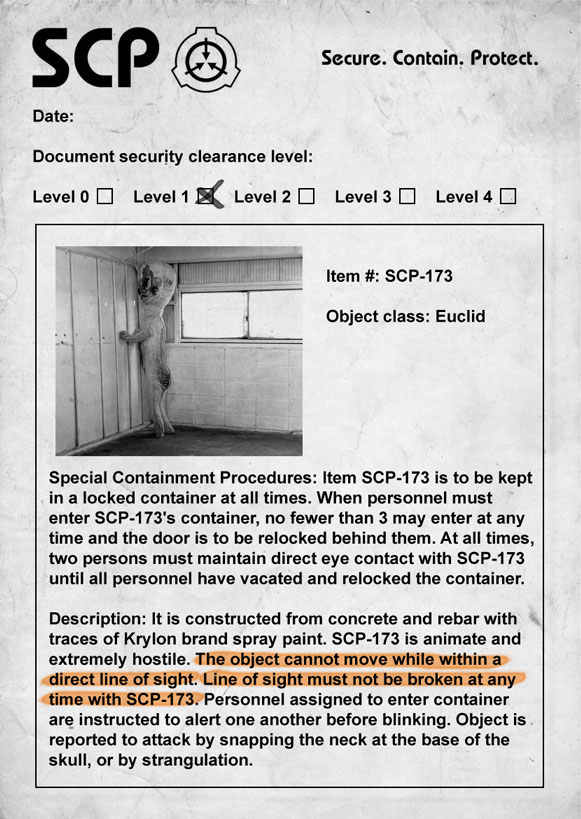 SCP
Secure. Contain. Protect.
Date:
Document security clearance level:
Level 0 Level 1 Level 2 Level 3 Level 4
Item #: SCP-173
Object class: Euclid
Special Containment Procedures: Item SCP-173 is to be kept
in a locked container at all times. When personnel must
enter SCP-173's container, no fewer than 3 may enter at any
time and the door is to be relocked behind them. At all times,
two persons must maintain direct eye contact with SCP-173
until all personnel have vacated and relocked the container.
Description: It is constructed from concrete and rebar with
traces of Krylon brand spray paint. SCP-173 is animate and
extremely hostile. The object cannot move while within a
direct line of sight. Line of sight must not be broken at any
time with SCP-173. Personnel assigned to enter container
are instructed to alert one another before blinking. Object is
reported to attack by snapping the neck at the base of the
skull, or by strangulation.